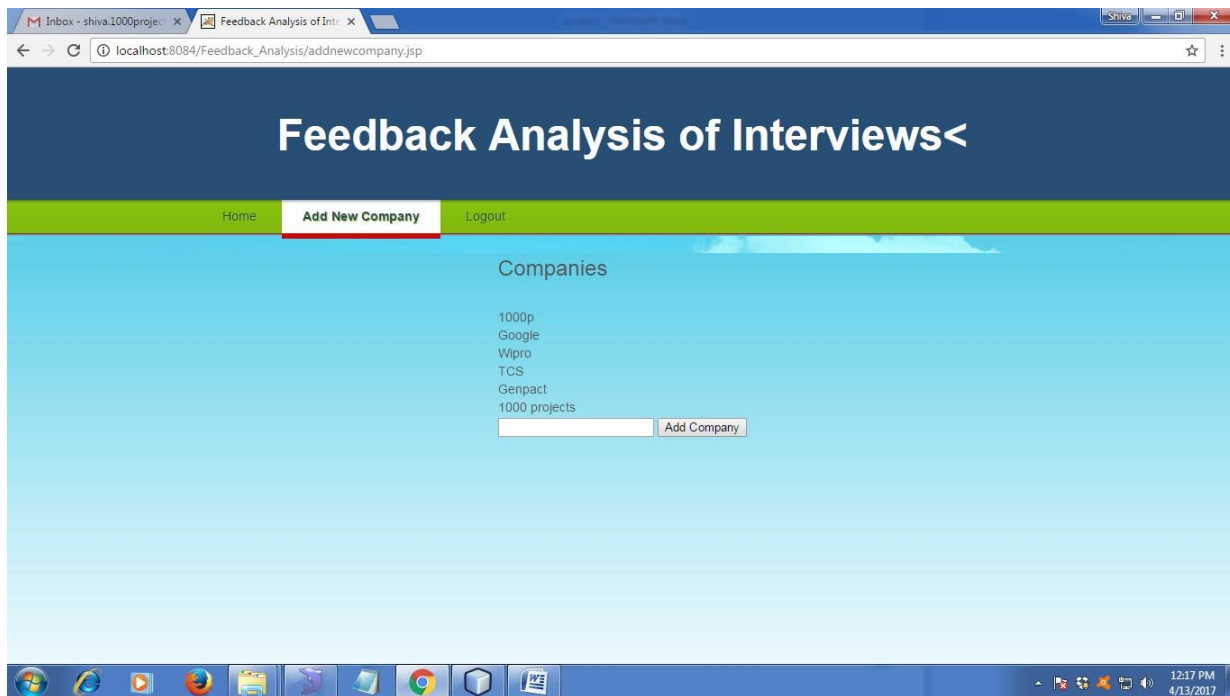 Inbox - shiva.1000projec
Feedback Analysis of Inte
Shiva
localhost:8084/Feedback_Analysis/addnewcompany.jsp
Feedback Analysis of Interviews<
Home Add New Company Logout
Companies
1000p
Google
Wipro
TCS
Genpact
1000 projects
Add Company
12:17 PM
4/13/2017